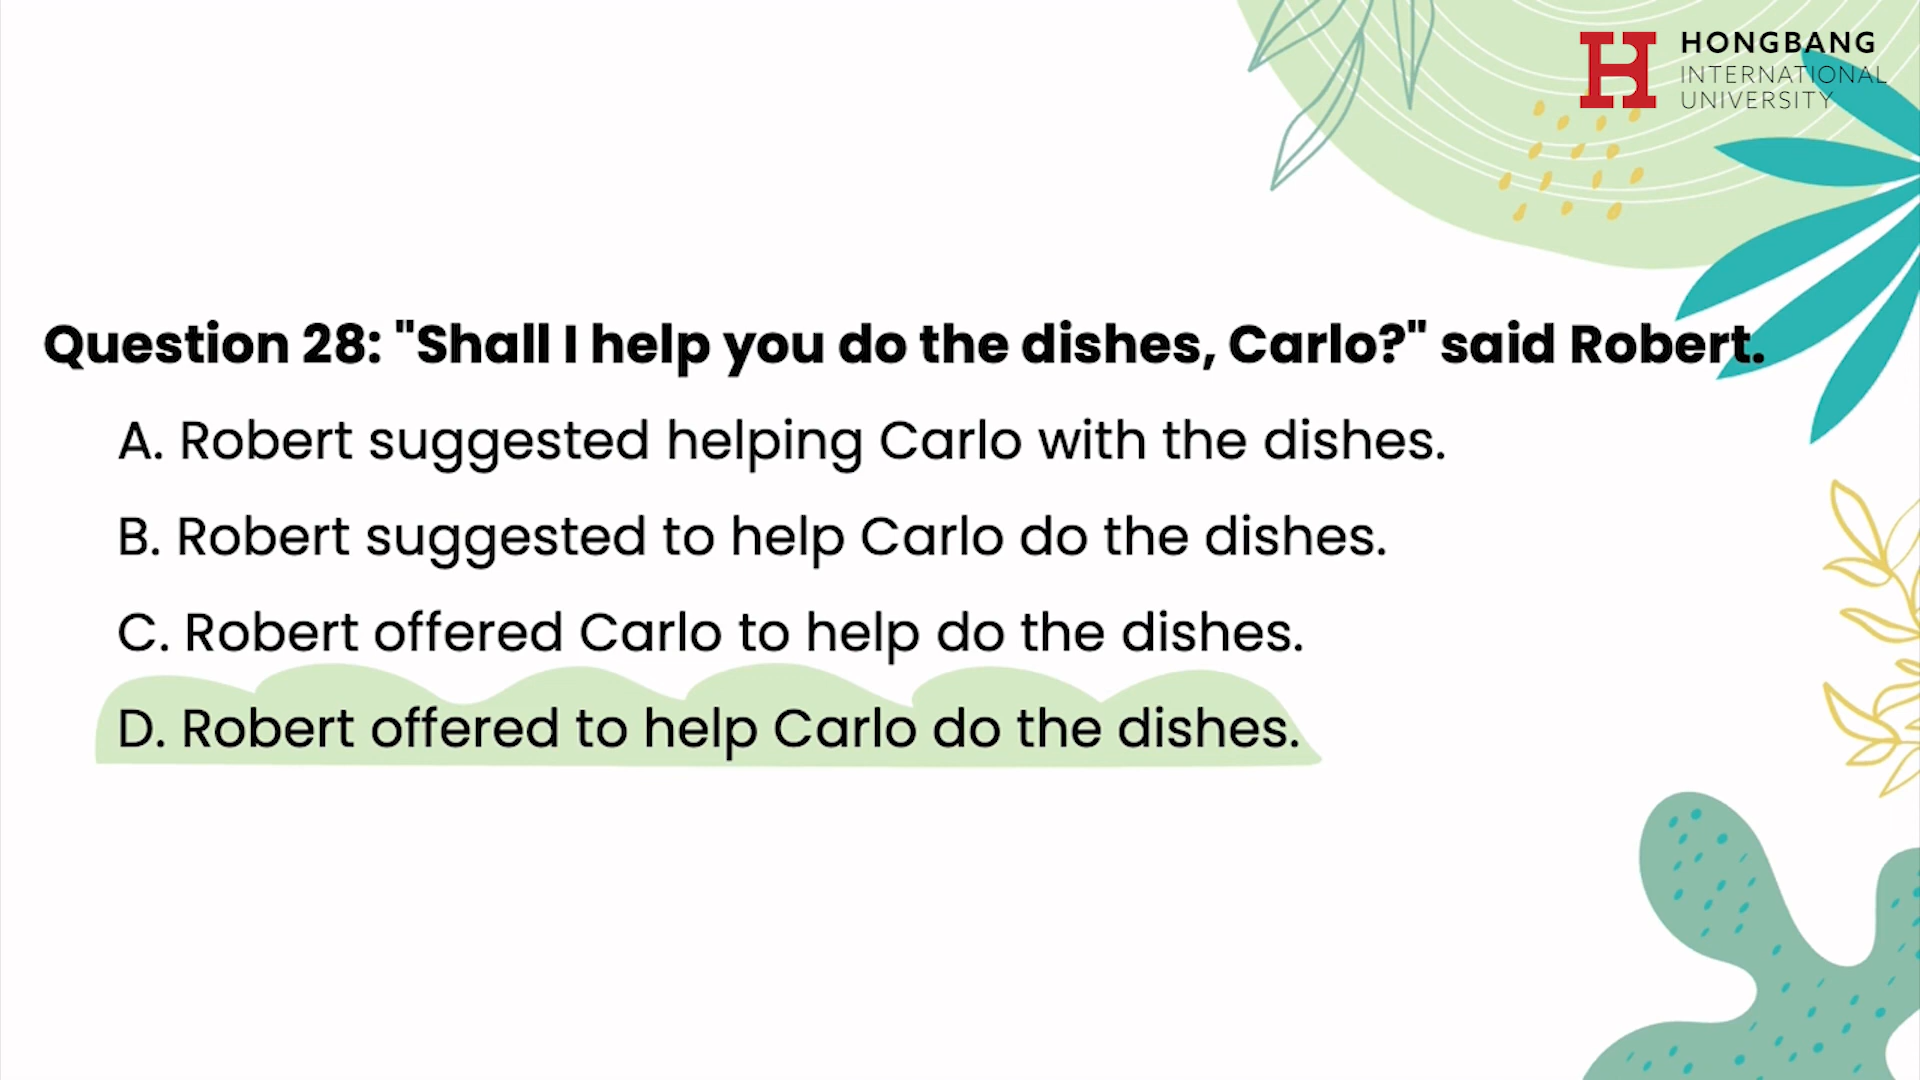 HONGBANG
INTERNATIONAL
UNIVERSITY
Question 28: "Shall I help you do the dishes, Carlo?" said Robert.
A. Robert suggested helping Carlo with the dishes.
B. Robert suggested to help Carlo do the dishes.
C. Robert offered Carlo to help do the dishes.
D. Robert offered to help Carlo do the dishes.